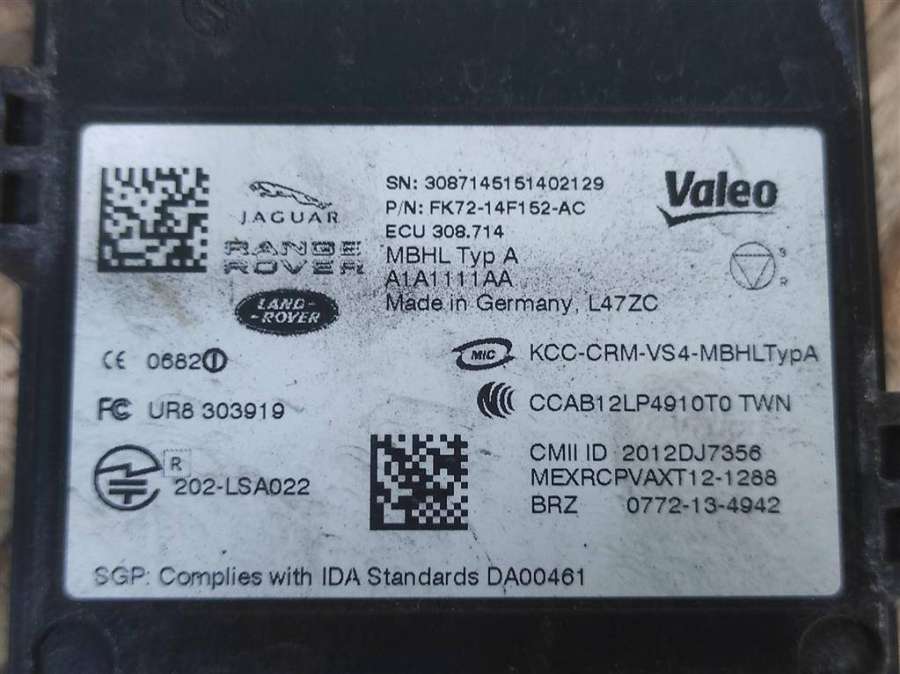 JAGUAR
RANGE
ROVER
LAND-
-ROVER
SN: 3087145151402129
P/N: FK72-14F152-AC
ECU 308.714
MBHL Typ A
A1A1111AA
Made in Germany, L47ZC
Valeo
S
R
CE 0682
FC UR8 303919
R
202-LSA022
MIC KCC-CRM-VS4-MBHLTypA
CCAB12LP4910T0 TWN
CMII ID 2012DJ7356
MEXRCPVAXT12-1288
BRZ 0772-13-4942
SGP: Complies with IDA Standards DA00461